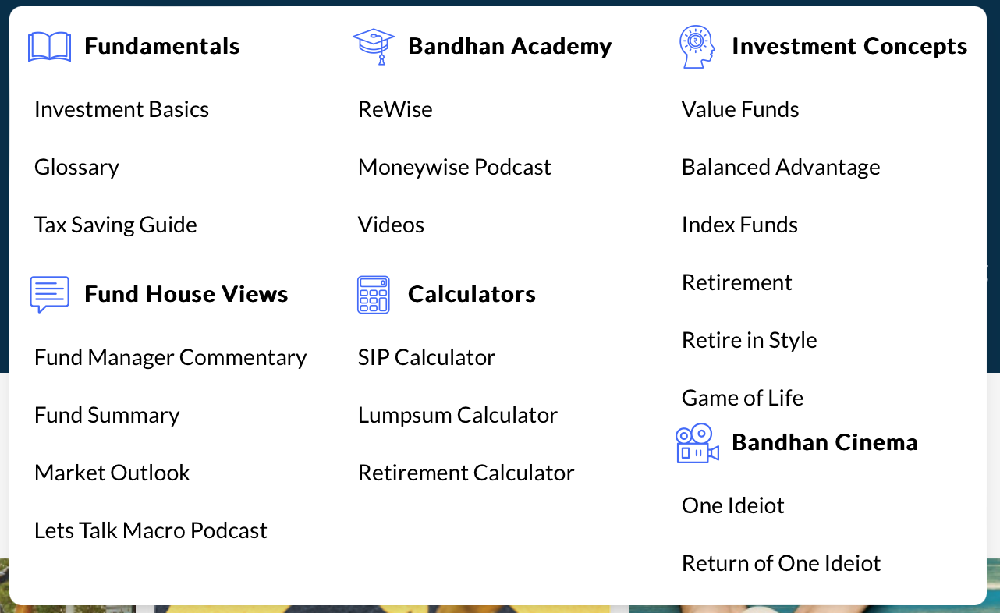 Fundamentals
Investment Basics
Glossary
Tax Saving Guide
Fund House Views
Fund Manager Commentary
Fund Summary
Market Outlook
Lets Talk Macro Podcast
Bandhan Academy
ReWise
Moneywise Podcast
Videos
Calculators
SIP Calculator
Lumpsum Calculator
Retirement Calculator
Investment Concepts
Value Funds
Balanced Advantage
Index Funds
Retirement
Retire in Style
Game of Life
Bandhan Cinema
One Ideiot
Return of One Ideiot